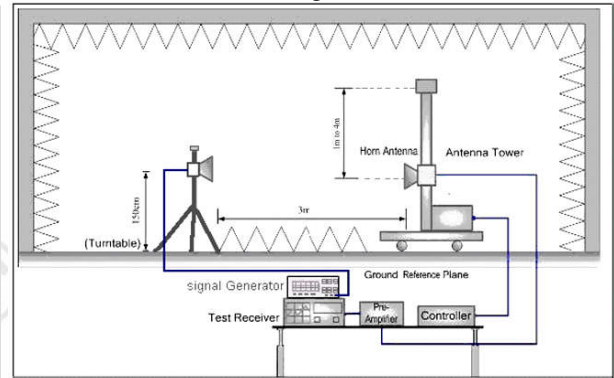 1m to 4m
Horn Antenna
Antenna Tower
150cm
3m
(Turntable)
Ground Reference Plane
signal Generator
Test Receiver
Pre-
Amplifier
Controller